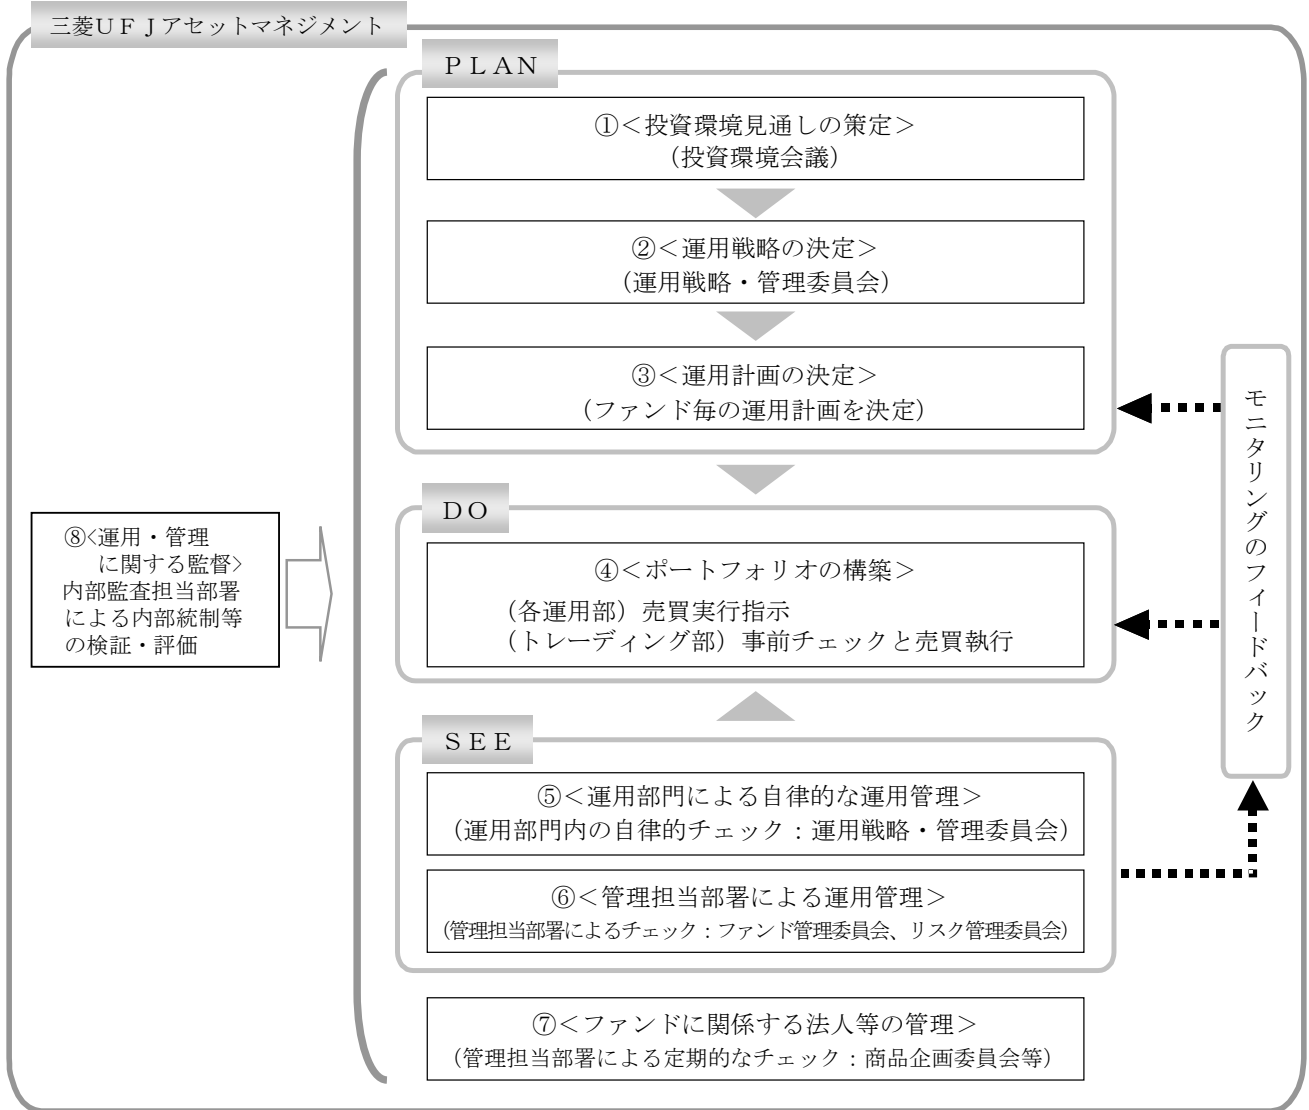 三菱ＵＦＪアセットマネジメント
ＰＬＡＮ
①＜投資環境見通しの策定＞
（投資環境会議）
②＜運用戦略の決定＞
（運用戦略・管理委員会）
③＜運用計画の決定＞
（ファンド毎の運用計画を決定）
ＤＯ
④＜ポートフォリオの構築＞
（各運用部）売買実行指示
（トレーディング部）事前チェックと売買執行
ＳＥＥ
⑤＜運用部門による自律的な運用管理＞
（運用部門内の自律的チェック：運用戦略・管理委員会）
⑥＜管理担当部署による運用管理＞
（管理担当部署によるチェック：ファンド管理委員会、リスク管理委員会）
⑦＜ファンドに関係する法人等の管理＞
（管理担当部署による定期的なチェック：商品企画委員会等）
⑧<運用・管理
に関する監督>
内部監査担当部署
による内部統制等
の検証・評価
モニタリングのフィードバック